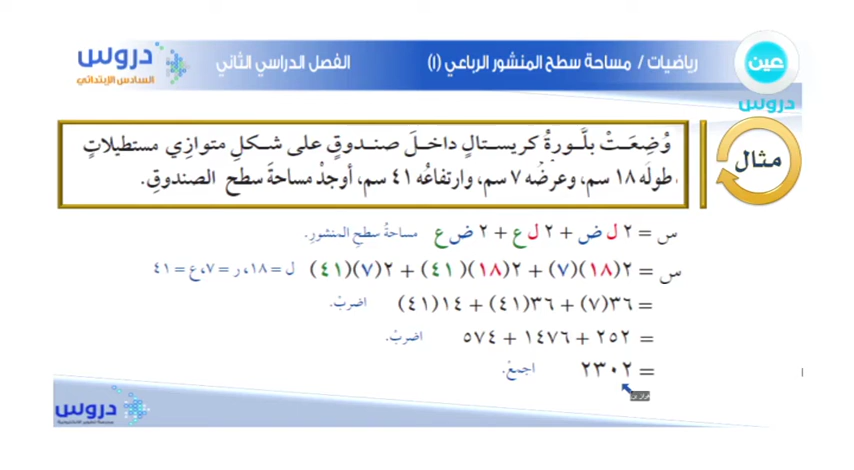 عين
دروس
رياضيات / مساحة سطح المنشور الرباعي (١)
الفصل الدراسي الثاني
دروس
السادس الإبتدائي
مثال
وُضِعَتْ بلَّورةُ كريستالٍ داخلَ صندوقٍ على شكلِ متوازي مستطيلاتٍ
طولُه ١٨ سم، وعرضُه ٧ سم، وارتفاعُه ٤١ سم، أوجدْ مساحةَ سطح الصندوقِ.
س = ٢ ل ض + ٢ ل ع + ٢ ض ع مساحةُ سطحِ المنشورِ.
س = ٢(١٨)(٧) + ٢(١٨)(٤١) + ٢(٧)(٤١) ل = ١٨، ر = ٧، ع = ٤١
= ٣٦(٧) + ٣٦(٤١) + ١٤(٤١) اضربْ.
= ٢٥٢ + ١٤٧٦ + ٥٧٤ اضربْ.
= ٢٣٠٢ اجمعْ.
دروس